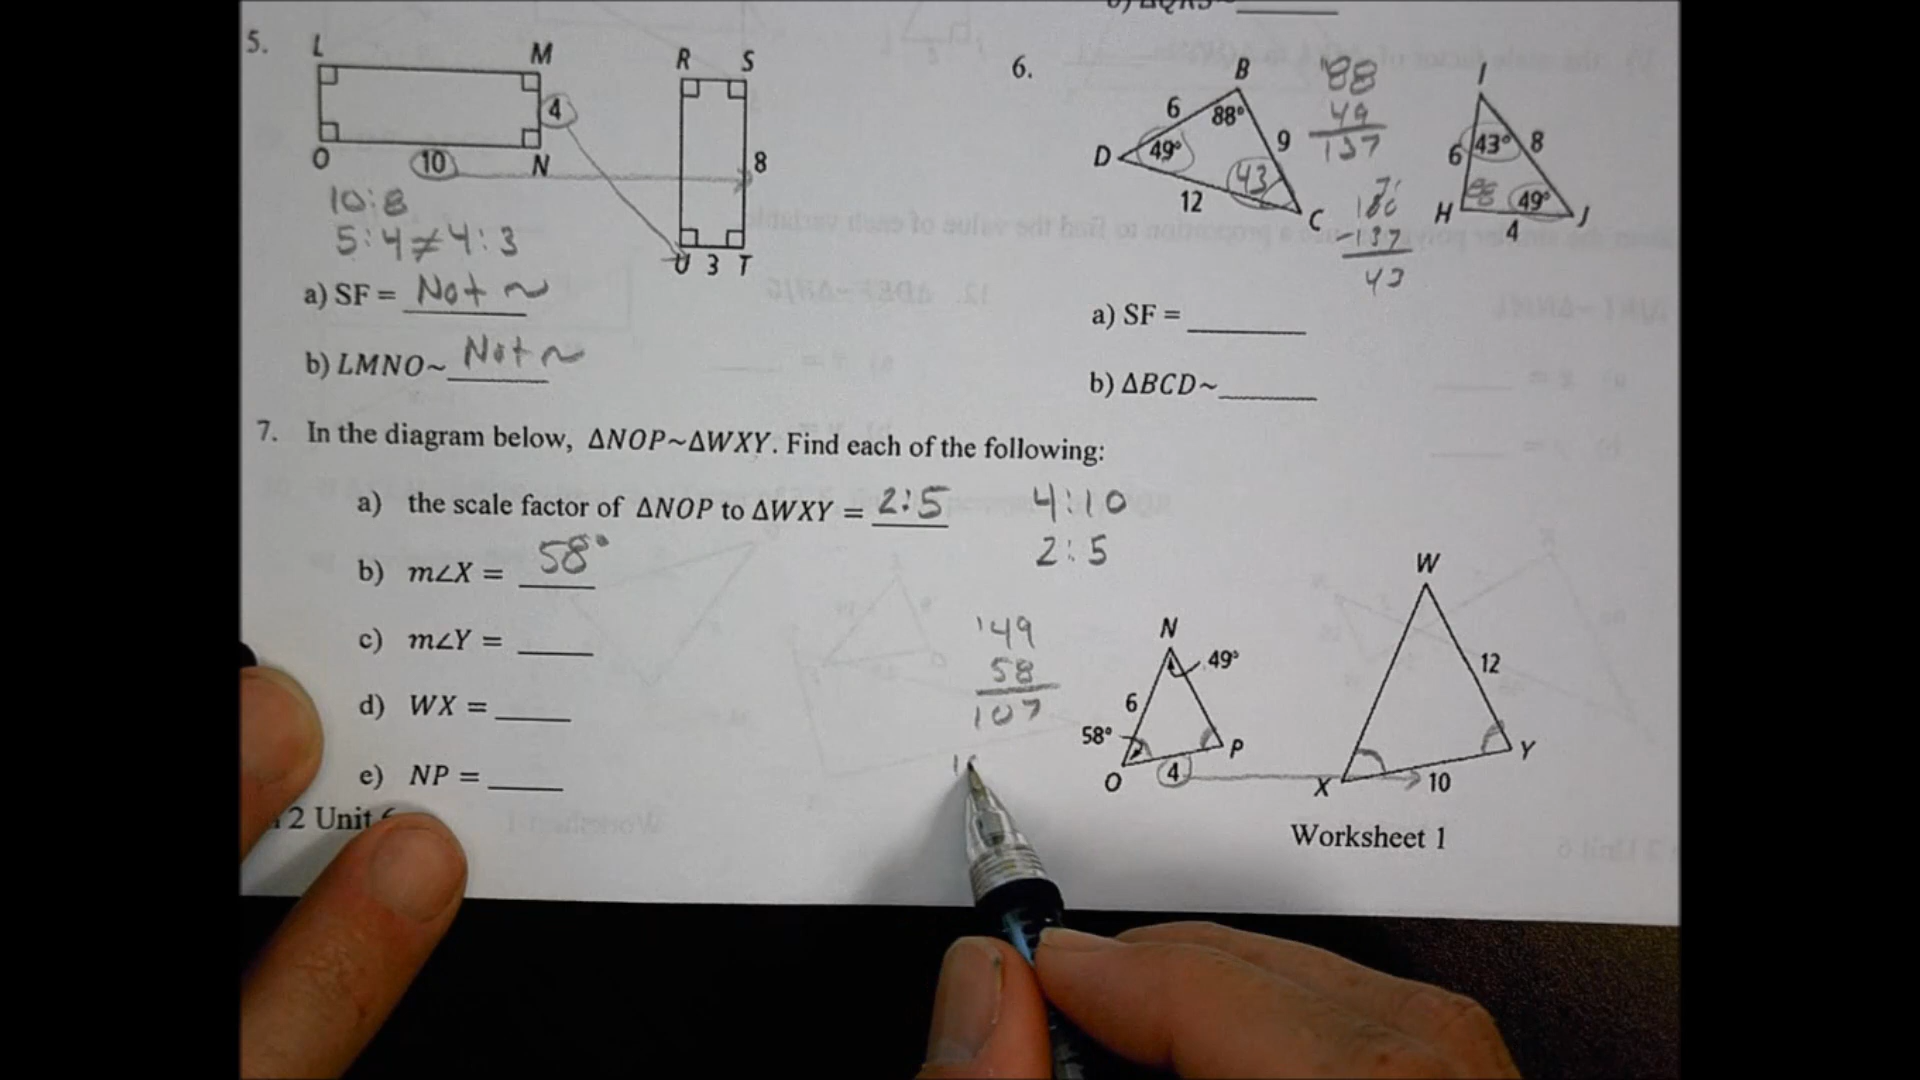 5.
L
M
4
O
10
N
R S
8
U 3 T
10:8
5:4≠4:3
a) SF = Not ~
b) LMNO~ Not ~
6.
B
6
88°
9
D
49°
43
12
C
88
49
137
180
-137
43
I
6
43°
8
88
49°
H
J
4
a) SF = ______
b) ΔBCD~______
7. In the diagram below, ΔNOP~ΔWXY. Find each of the following:
a) the scale factor of ΔNOP to ΔWXY = 2:5
4:10
2:5
b) m∠X = 58°
c) m∠Y = ____
d) WX = ____
e) NP = ____
49
58
107
N
49°
6
58°
O
4
P
W
12
X
10
Y
2 Unit
Worksheet 1